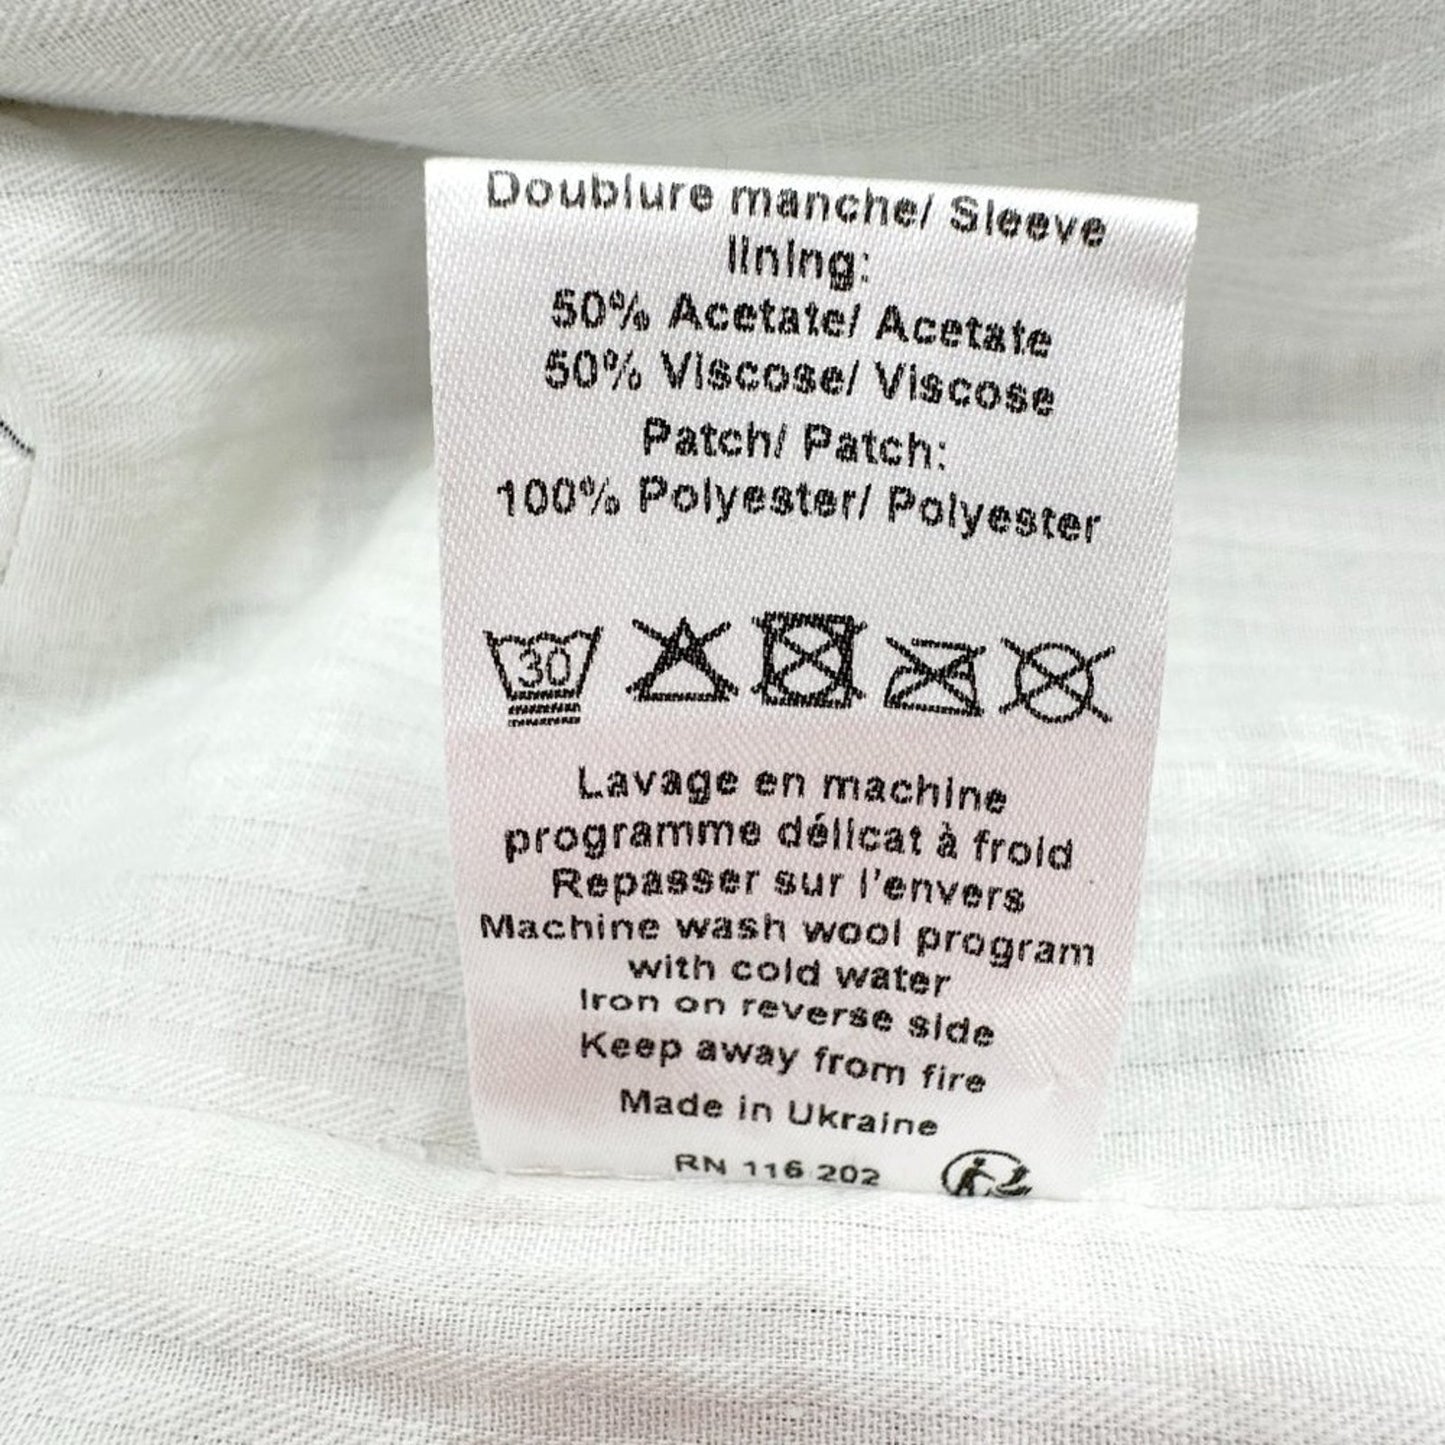 Doublure manche/ Sleeve
lining:
50% Acetate/ Acetate
50% Viscose/ Viscose
Patch/ Patch:
100% Polyester/ Polyester
30
Lavage en machine
programme délicat à froid
Repasser sur l'envers
Machine wash wool program
with cold water
Iron on reverse side
Keep away from fire
Made in Ukraine
RN 116 202